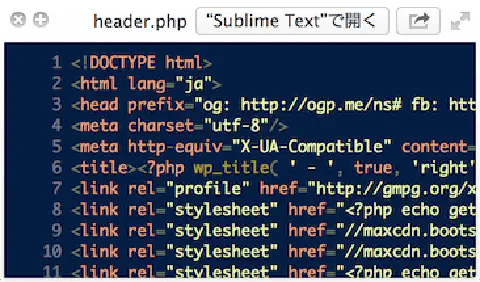 header.php "Sublime Text"で開く
1 <!DOCTYPE html>
2 <html lang="ja">
3 <head prefix="og: http://ogp.me/ns# fb: htt
4 <meta charset="utf-8"/>
5 <meta http-equiv="X-UA-Compatible" content=
6 <title><?php wp_title( ' - ', true, 'right'
7 <link rel="profile" href="http://gmpg.org/x
8 <link rel="stylesheet" href="<?php echo get
9 <link rel="stylesheet" href="//maxcdn.boots
10 <link rel="stylesheet" href="//maxcdn.boots
11 <link rel="stylesheet" href="<?php echo get